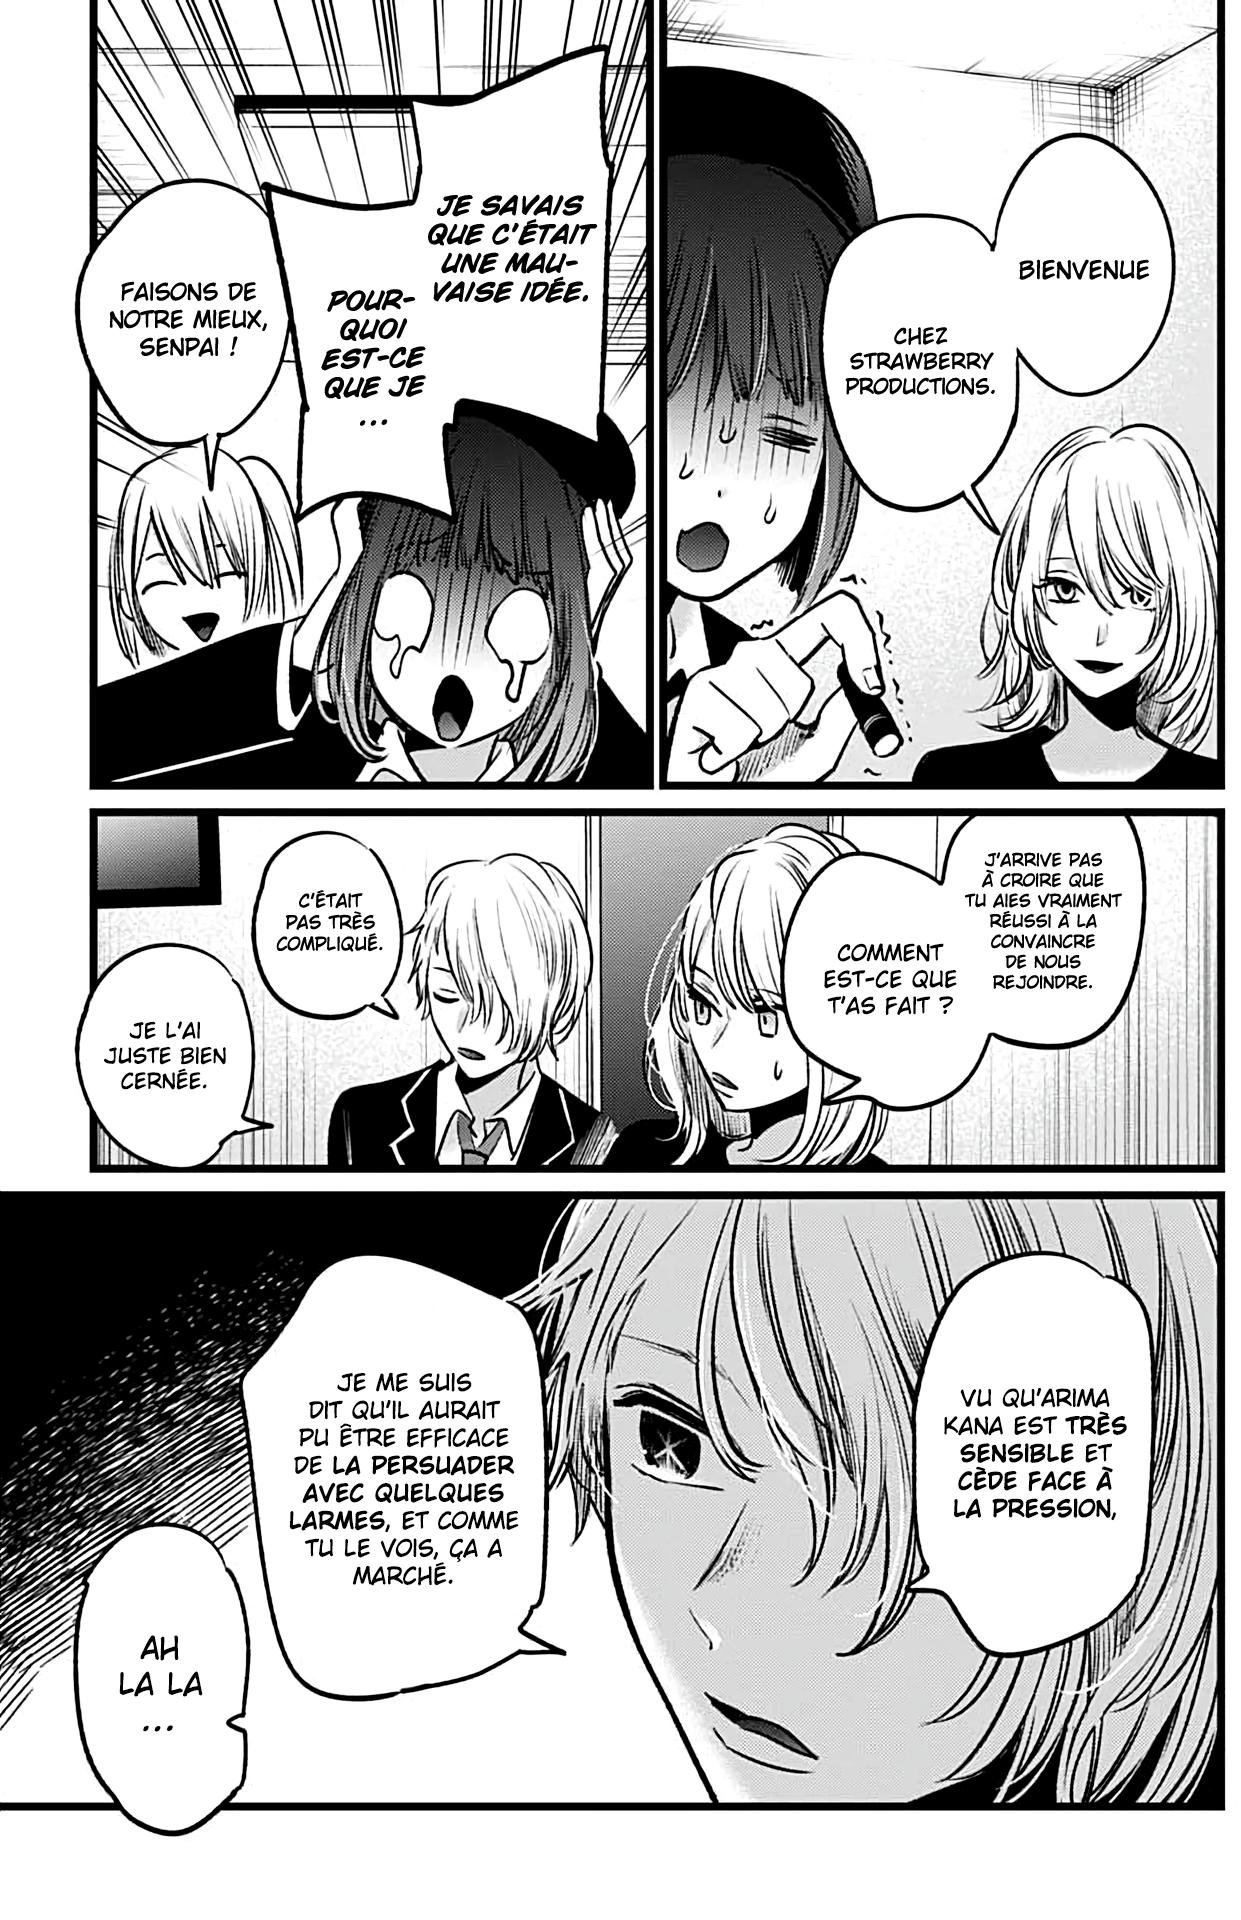 BIENVENUE
CHEZ
STRAWBERRY
PRODUCTIONS.
JE SAVAIS
QUE C'ÉTAIT
UNE MAU-
VAISE IDÉE.
POUR-
QUOI
EST-CE
QUE JE
...
FAISONS DE
NOTRE MIEUX,
SENPAI !
J'ARRIVE PAS
À CROIRE QUE
TU AIES VRAIMENT
RÉUSSI À LA
CONVAINCRE
DE NOUS
REJOINDRE.
COMMENT
EST-CE QUE
T'AS FAIT ?
C'ÉTAIT
PAS TRÈS
COMPLIQUÉ.
JE L'AI
JUSTE BIEN
CERNÉE.
VU QU'ARIMA
KANA EST TRÈS
SENSIBLE ET
CÈDE FACE À
LA PRESSION,
JE ME SUIS
DIT QU'IL AURAIT
PU ÊTRE EFFICACE
DE LA PERSUADER
AVEC QUELQUES
LARMES, ET COMME
TU LE VOIS, ÇA A
MARCHÉ.
AH
LA LA
...